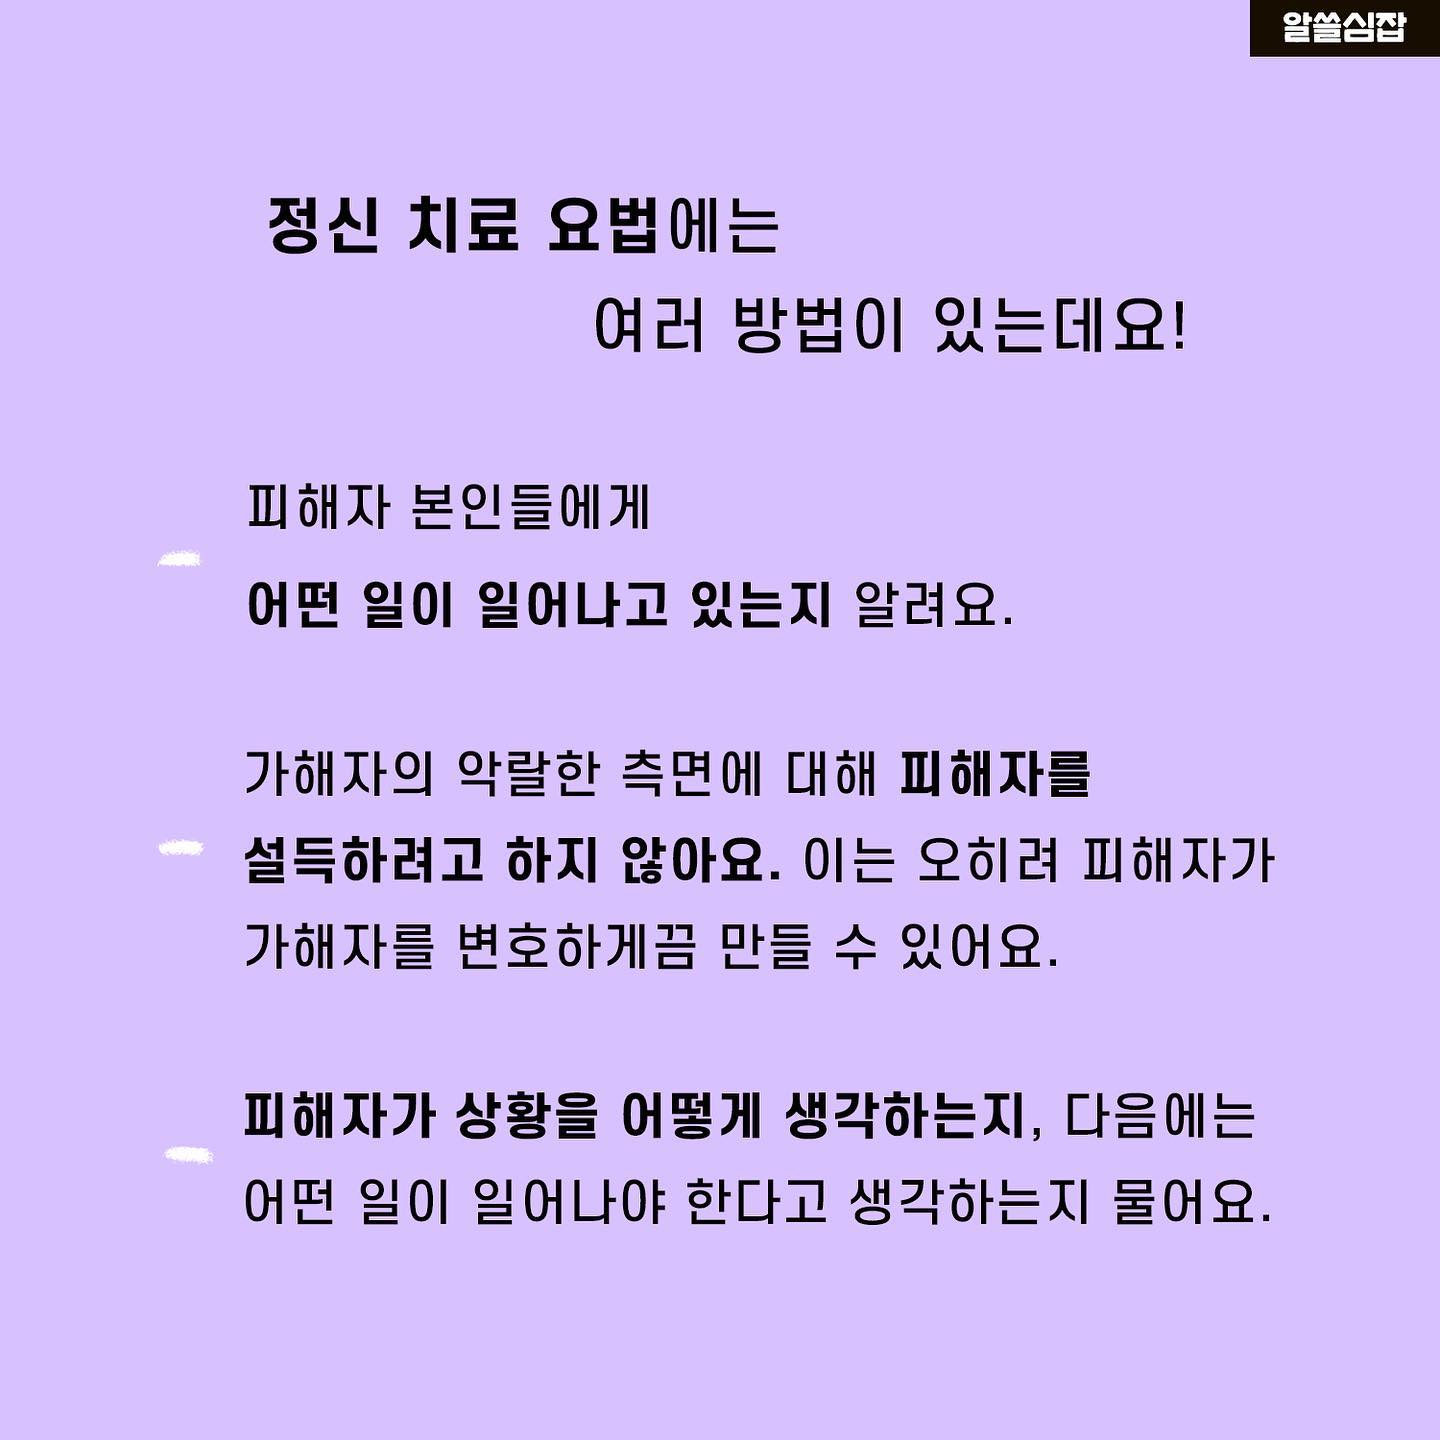 알쓸심잡
정신 치료 요법에는
여러 방법이 있는데요!
피해자 본인들에게
어떤 일이 일어나고 있는지 알려요.
가해자의 악랄한 측면에 대해 피해자를
설득하려고 하지 않아요. 이는 오히려 피해자가
가해자를 변호하게끔 만들 수 있어요.
피해자가 상황을 어떻게 생각하는지, 다음에는
어떤 일이 일어나야 한다고 생각하는지 물어요.